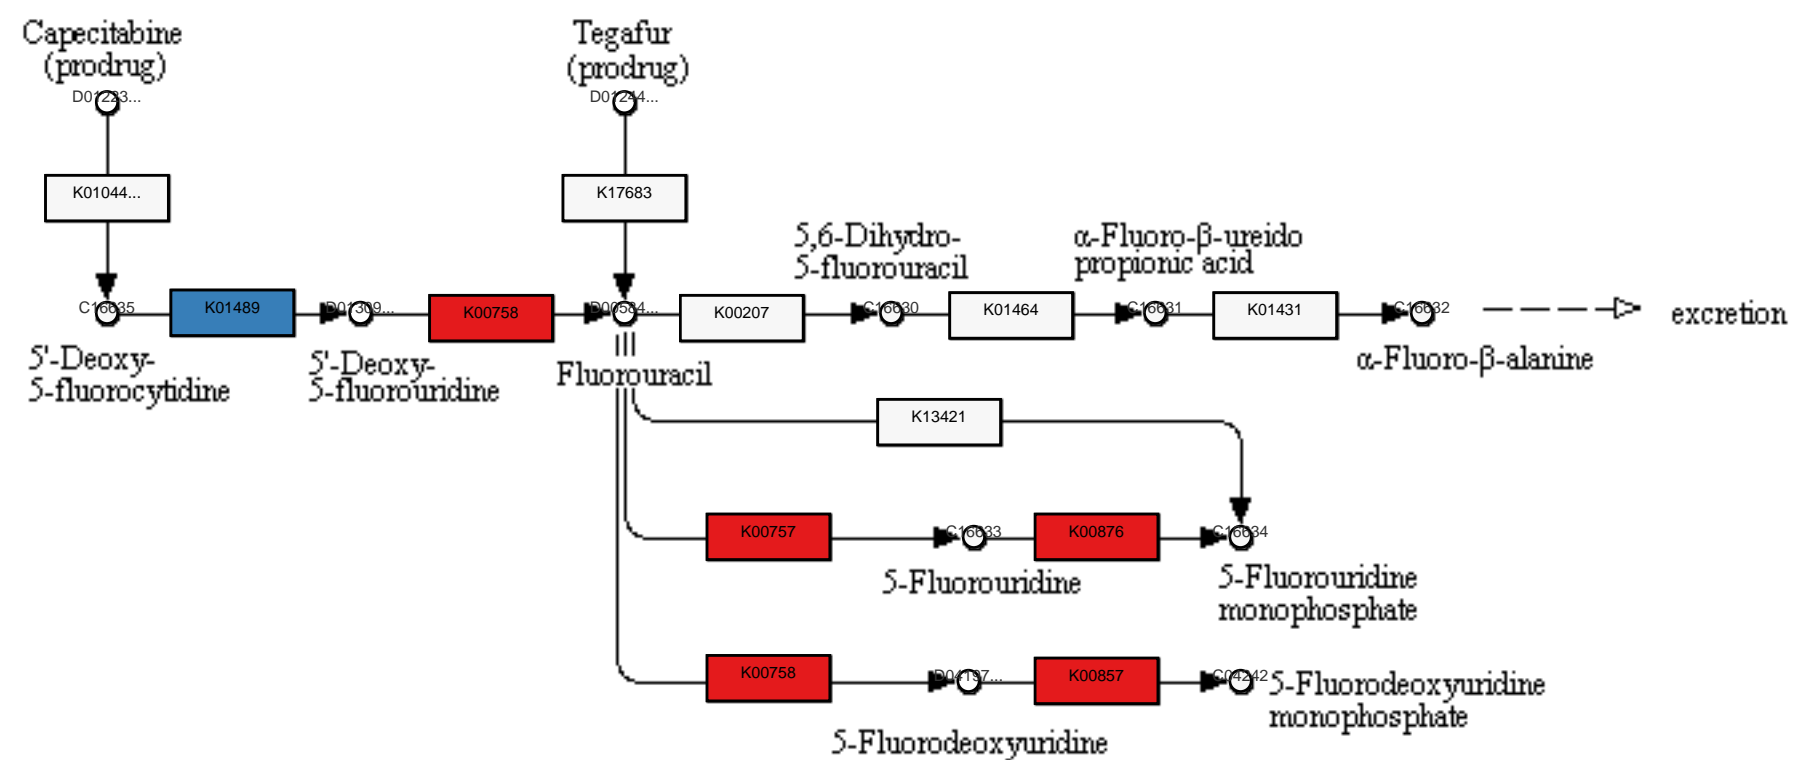 Capecitabine
(prodrug)
D01223...
K01044...
Tegafur
(prodrug)
D01244...
K17683
C16635
K01489
D01309...
K00758
D00584...
K00207
C16630
K01464
C16631
K01431
C16632
excretion
5'-Deoxy-
5-fluorocytidine
5'-Deoxy-
5-fluorouridine
Fluorouracil
5,6-Dihydro-
5-fluorouracil
α-Fluoro-β-ureido
propionic acid
α-Fluoro-β-alanine
K13421
K00757
C16633
K00876
C16634
5-Fluorouridine
5-Fluorouridine
monophosphate
K00758
D04197...
K00857
C04242
5-Fluorodeoxyuridine
monophosphate
5-Fluorodeoxyuridine